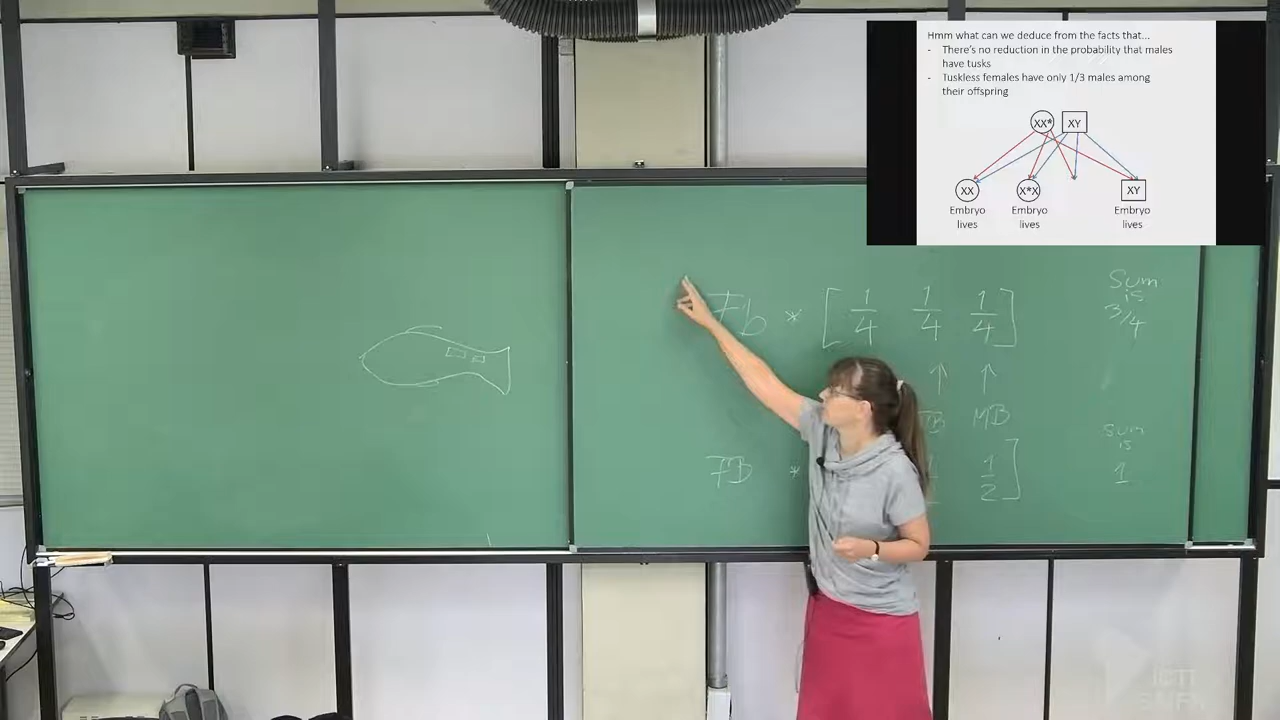 Hmm what can we deduce from the facts that...
- There's no reduction in the probability that males
have tusks
- Tuskless females have only 1/3 males among
their offspring
XX* XY
XX X*X XY
Embryo Embryo Embryo
lives lives lives
Fb * [ 1/4 1/4 1/4 ]
Sum
is
3/4
↑ ↑
MB
FB *
1/2 ]
sum
is
1